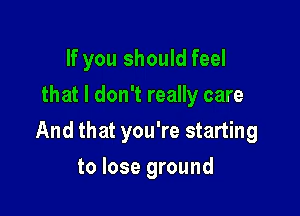 If you should feel
that I don't really care
And that you're starting
to lose ground